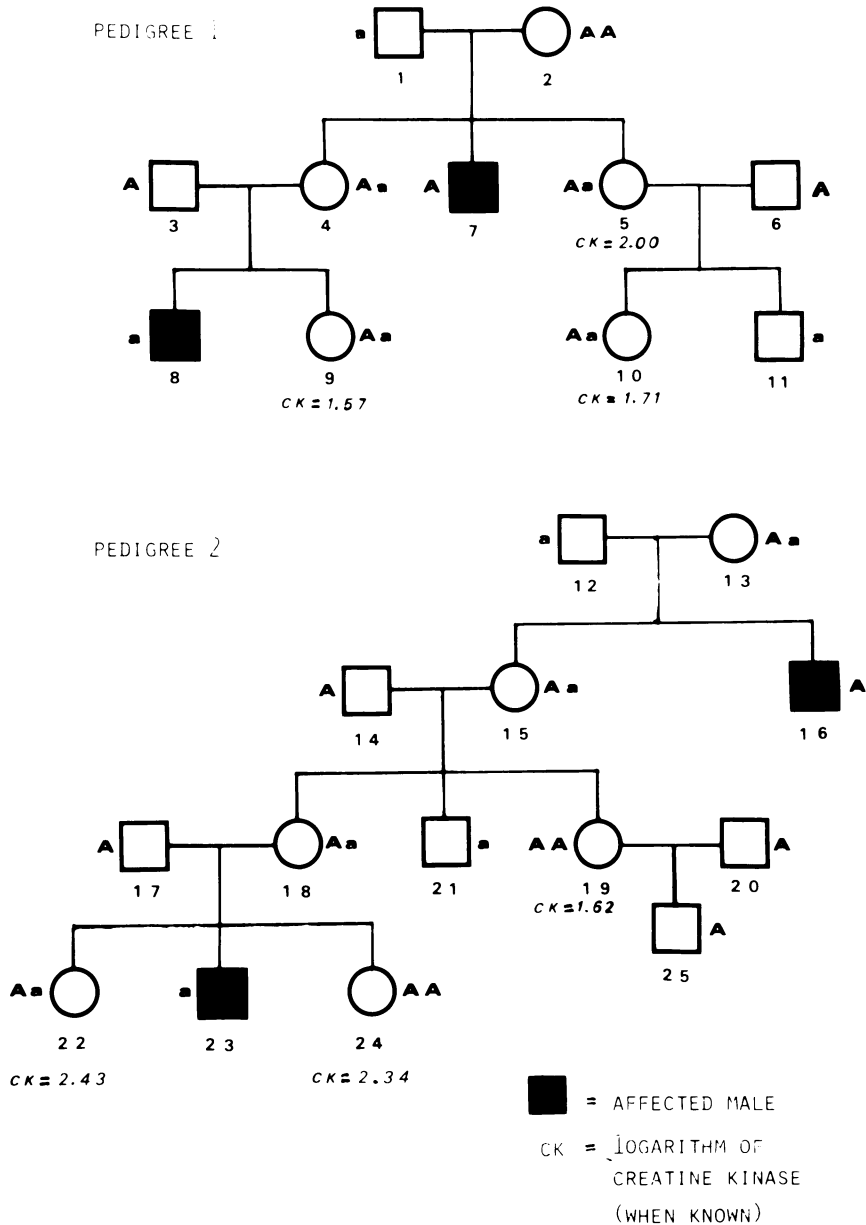 PEDIGREE 1
a AA
1 2
A Aa A Aa A
3 4 7 5 6
CK=2.00
a Aa Aa a
8 9 10 11
CK=1.57 CK=1.71
PEDIGREE 2
a Aa
12 13
A Aa A
14 15 16
A Aa a AA A
17 18 21 19 20
CK=1.62
A
25
Aa a AA
22 23 24
CK=2.43 CK=2.34
= AFFECTED MALE
CK = LOGARITHM OF
CREATINE KINASE
(WHEN KNOWN)